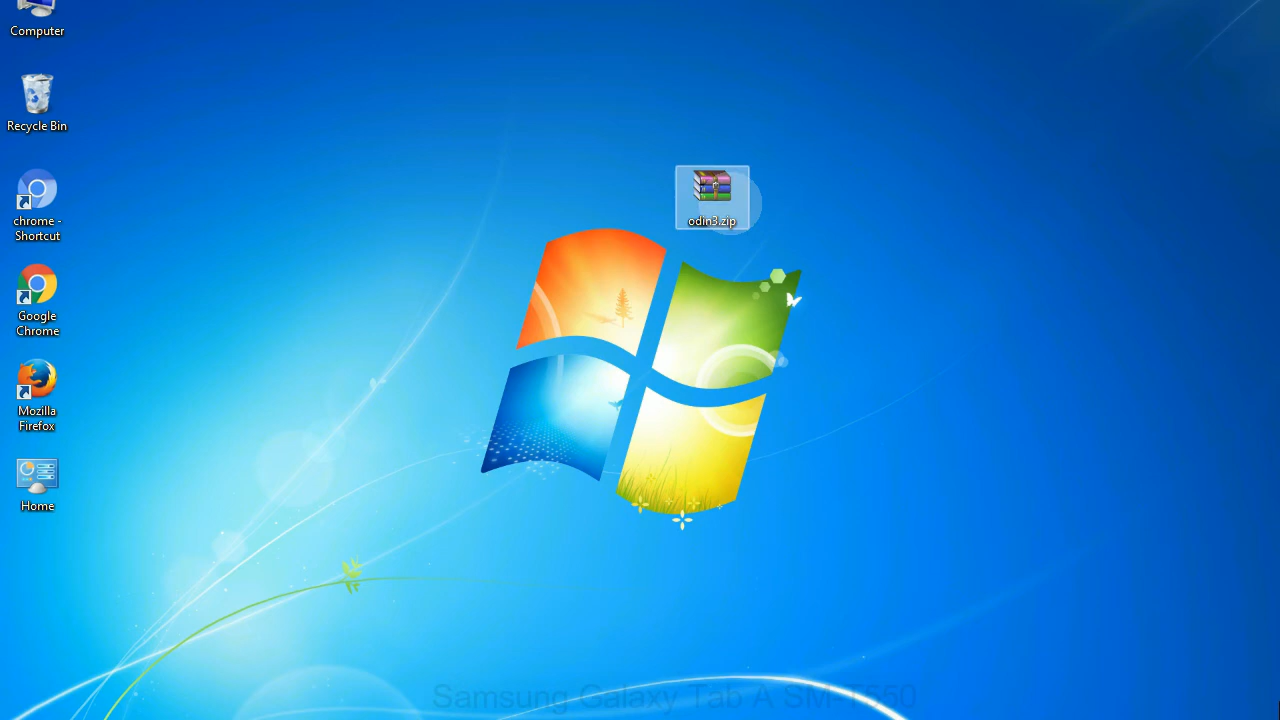 Computer
Recycle Bin
chrome -
Shortcut
Google
Chrome
Mozilla
Firefox
Home
odin3.zip
Samsung Galaxy Tab A SM-T550